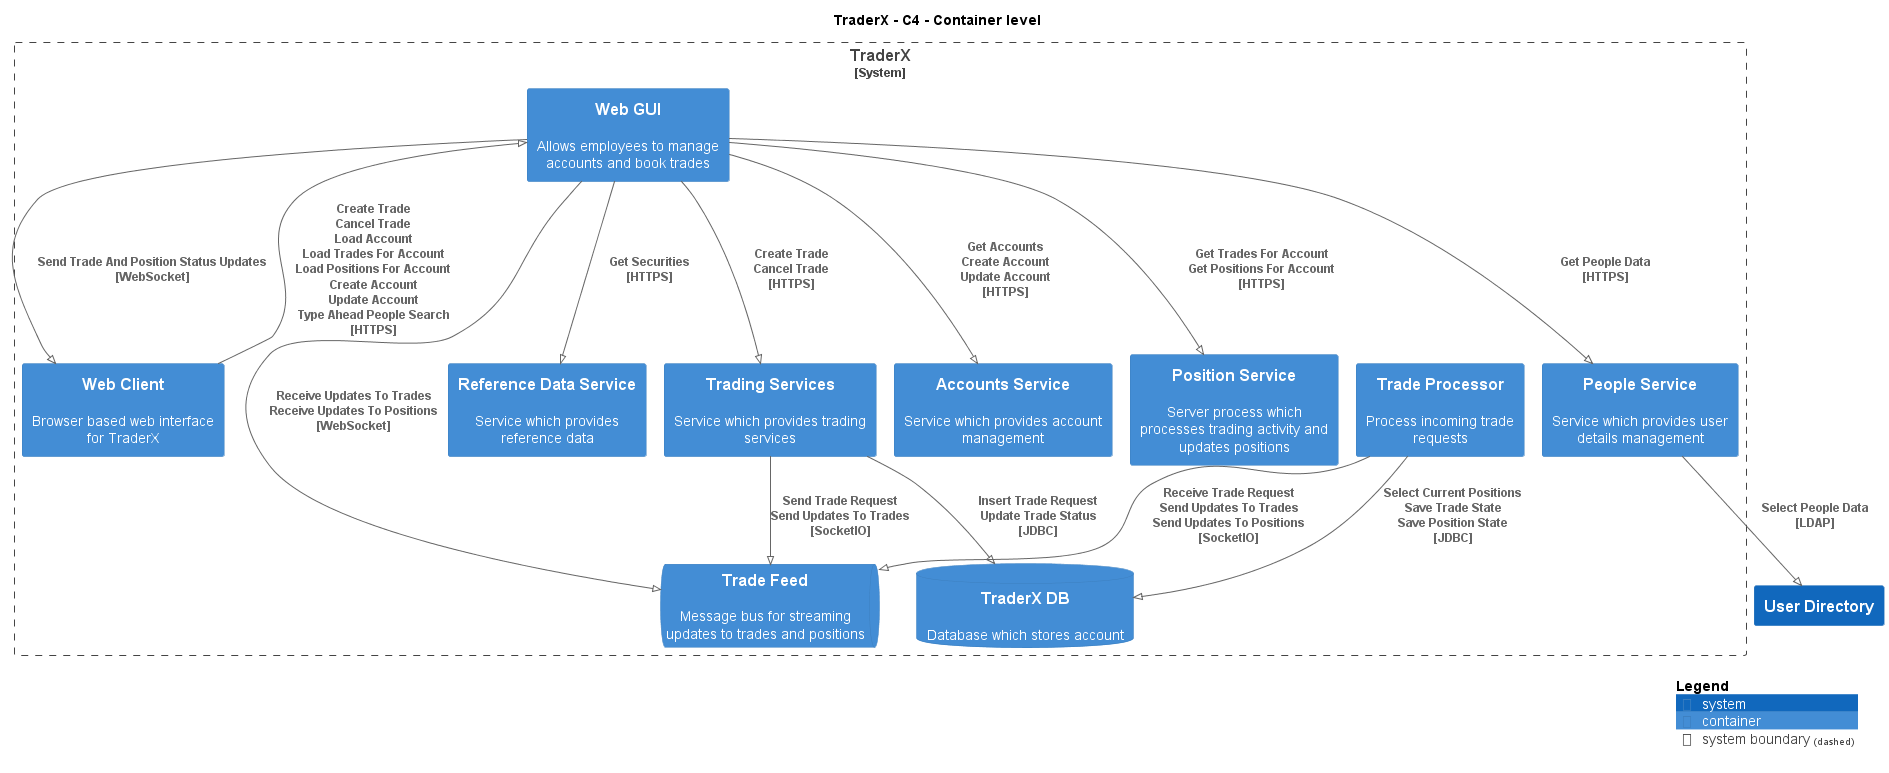 TraderX - C4 - Container level
TraderX
[System]
Web GUI
Allows employees to manage
accounts and book trades
Send Trade And Position Status Updates
[WebSocket]
Create Trade
Cancel Trade
Load Account
Load Trades For Account
Load Positions For Account
Create Account
Update Account
Type Ahead People Search
[HTTPS]
Get Securities
[HTTPS]
Create Trade
Cancel Trade
[HTTPS]
Get Accounts
Create Account
Update Account
[HTTPS]
Get Trades For Account
Get Positions For Account
[HTTPS]
Get People Data
[HTTPS]
Receive Updates To Trades
Receive Updates To Positions
[WebSocket]
Web Client
Browser based web interface
for TraderX
Reference Data Service
Service which provides
reference data
Trading Services
Service which provides trading
services
Accounts Service
Service which provides account
management
Position Service
Server process which
processes trading activity and
updates positions
Trade Processor
Process incoming trade
requests
People Service
Service which provides user
details management
Send Trade Request
Send Updates To Trades
[SocketIO]
Insert Trade Request
Update Trade Status
[JDBC]
Receive Trade Request
Send Updates To Trades
Send Updates To Positions
[SocketIO]
Select Current Positions
Save Trade State
Save Position State
[JDBC]
Select People Data
[LDAP]
Trade Feed
Message bus for streaming
updates to trades and positions
TraderX DB
Database which stores account
User Directory
Legend
system
container
system boundary (dashed)